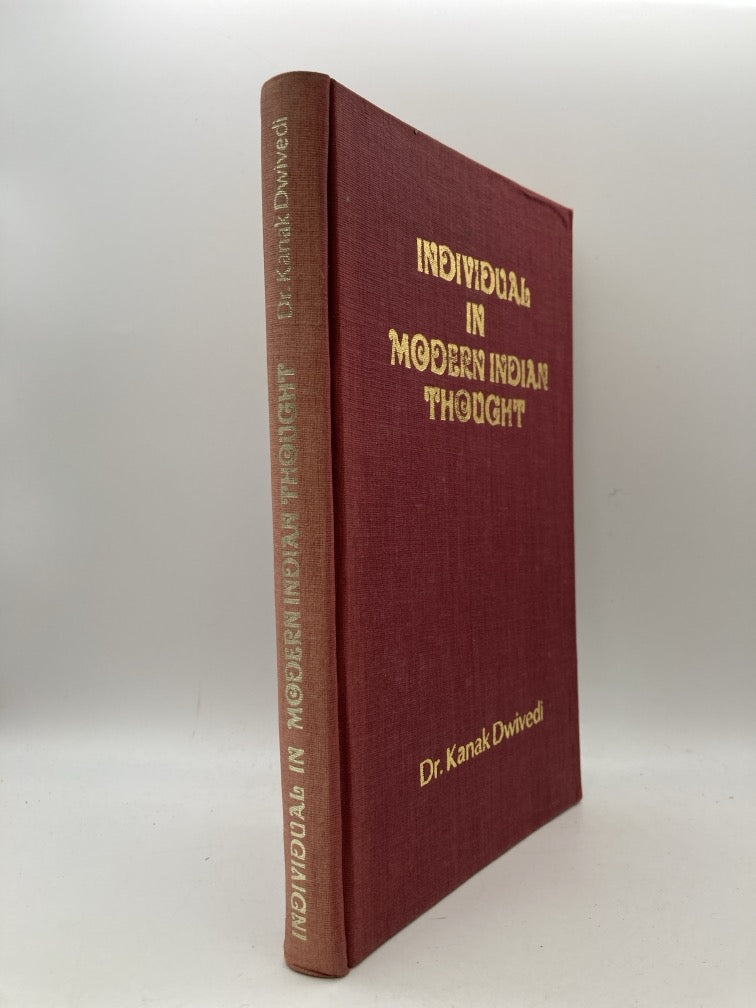 INDIVIDUAL
IN
MODERN INDIAN
THOUGHT
Dr. Kanak Dwivedi
INDIVIDUAL IN MODERN INDIAN THOUGHT Dr. Kanak Dwivedi